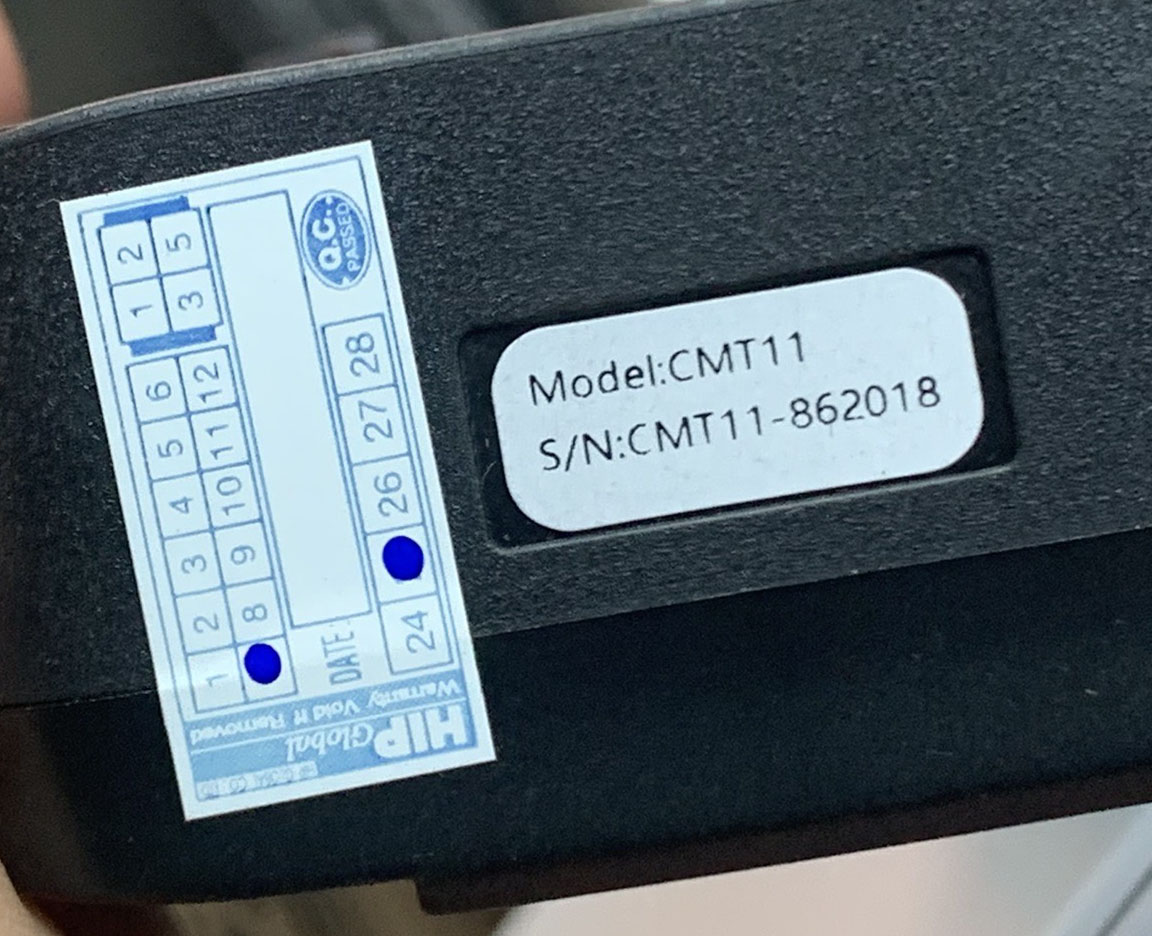 HIP Global
Warranty Void If Removed
1 2 3 4 5 6
8 9 10 11 12
1 2
3 5
DATE:
24 26 27 28
Q.C.
PASSED
Model:CMT11
S/N:CMT11-862018